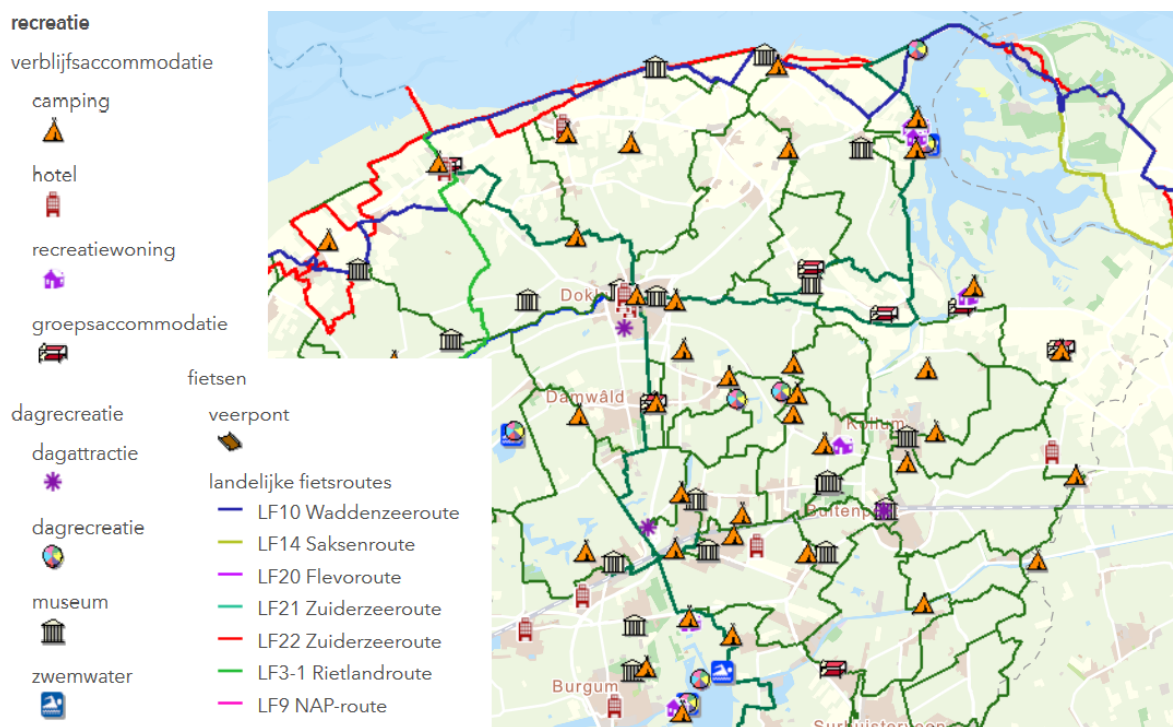 recreatie
verblijfsaccommodatie
camping
hotel
recreatiewoning
groepsaccommodatie
dagrecreatie
dagattractie
dagrecreatie
museum
zwemwater
fietsen
veerpont
landelijke fietsroutes
LF10 Waddenzeeroute
LF14 Saksenroute
LF20 Flevoroute
LF21 Zuiderzeeroute
LF22 Zuiderzeeroute
LF3-1 Rietlandroute
LF9 NAP-route
Damwâld
Kollum
Burgum